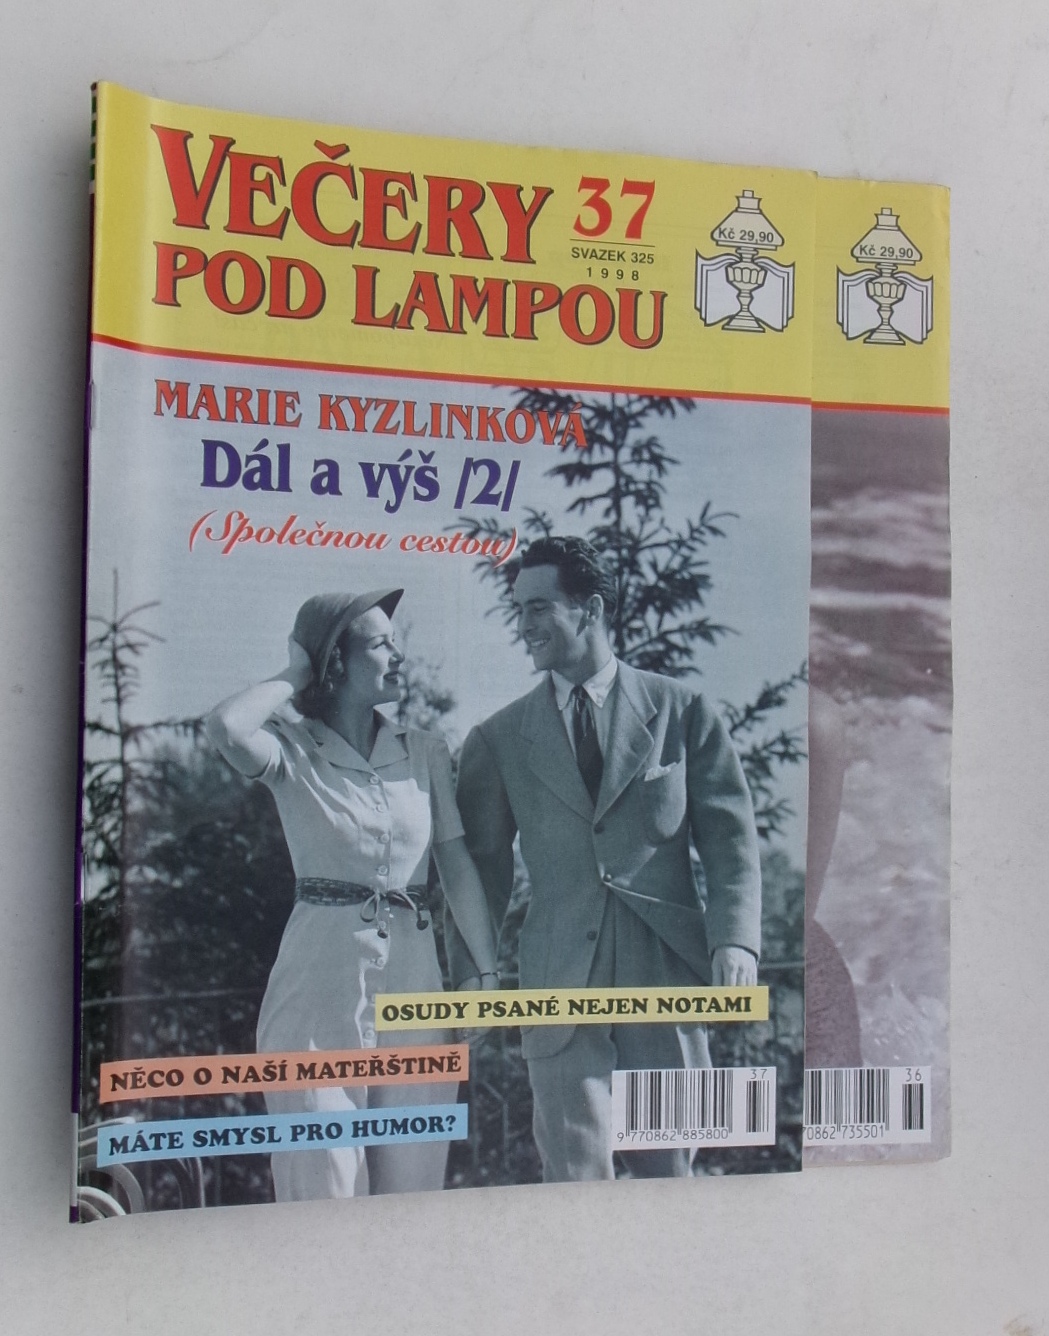 VEČERY
POD LAMPOU
37
SVAZEK 325
1998
Kč 29,90
Kč 29,90
MARIE KYZLINKOVÁ
Dál a výš /2/
(Společnou cestou)
OSUDY PSANÉ NEJEN NOTAMI
NĚCO O NAŠÍ MATEŘŠTINĚ
MÁTE SMYSL PRO HUMOR?
37
9 770862 885800
36
70862 735501